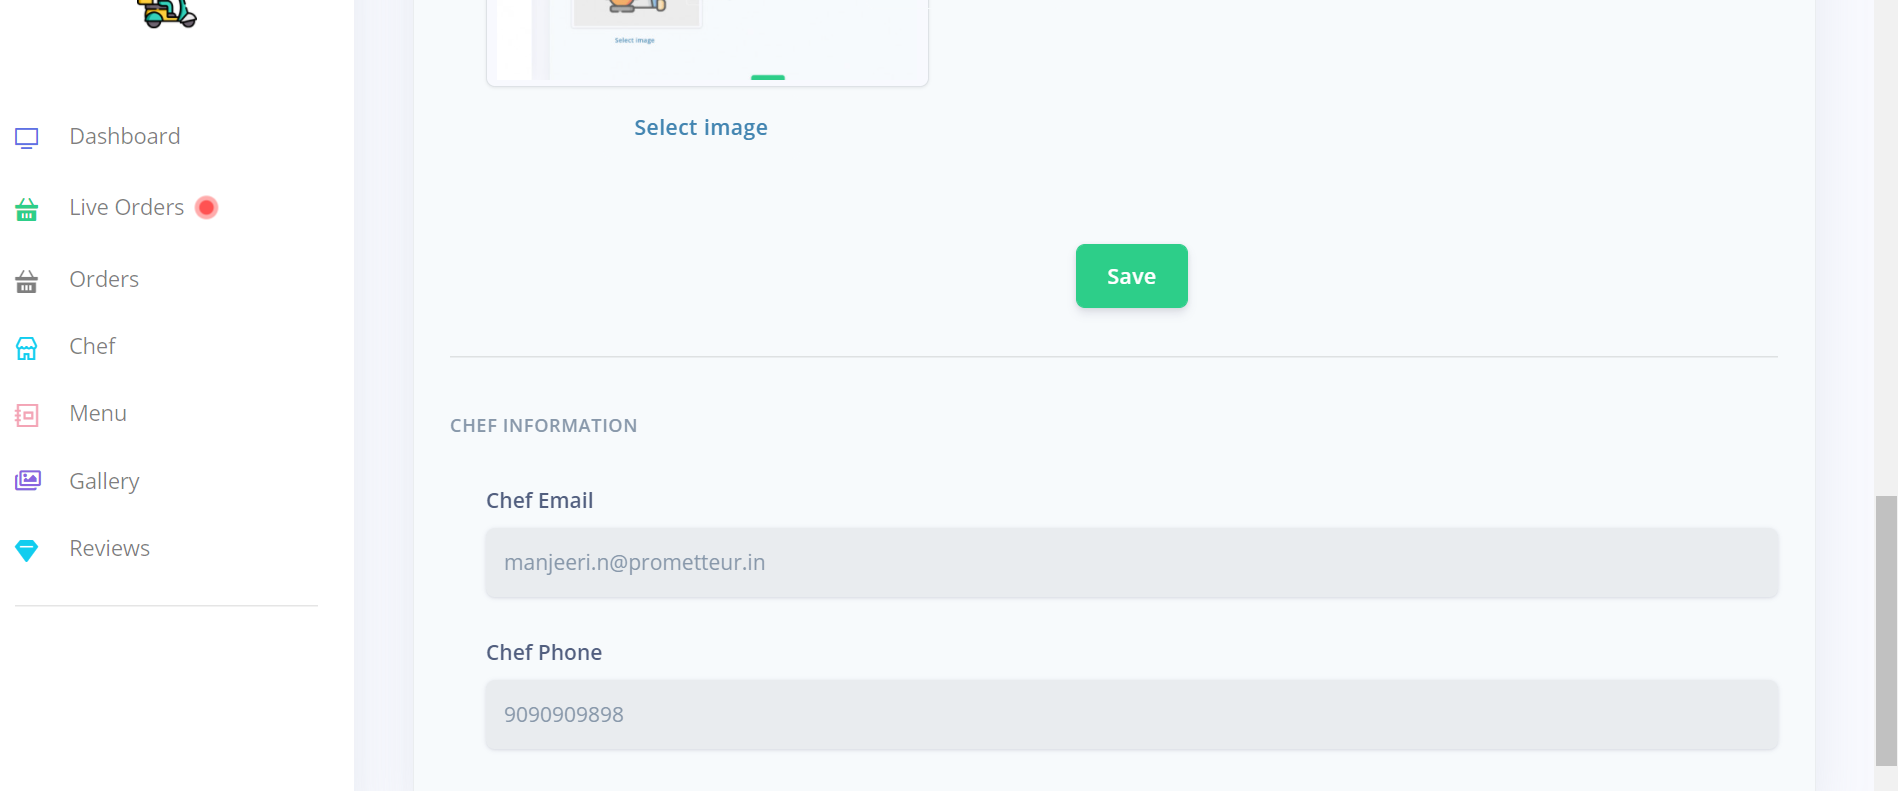 Select image
Select image
Dashboard
Live Orders
Orders
Chef
Menu
Gallery
Reviews
Save
CHEF INFORMATION
Chef Email
manjeeri.n@prometteur.in
Chef Phone
9090909898